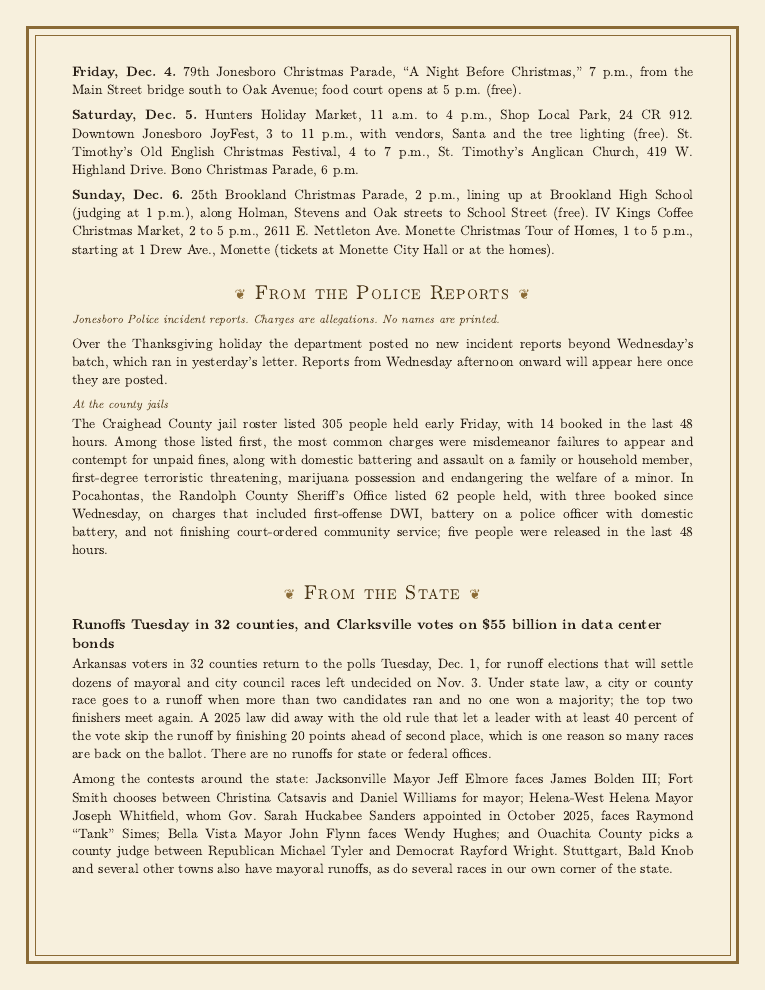 Friday, Dec. 4. 79th Jonesboro Christmas Parade, “A Night Before Christmas,” 7 p.m., from the
Main Street bridge south to Oak Avenue; food court opens at 5 p.m. (free).
Saturday, Dec. 5. Hunters Holiday Market, 11 a.m. to 4 p.m., Shop Local Park, 24 CR 912.
Downtown Jonesboro JoyFest, 3 to 11 p.m., with vendors, Santa and the tree lighting (free). St.
Timothy’s Old English Christmas Festival, 4 to 7 p.m., St. Timothy’s Anglican Church, 419 W.
Highland Drive. Bono Christmas Parade, 6 p.m.
Sunday, Dec. 6. 25th Brookland Christmas Parade, 2 p.m., lining up at Brookland High School
(judging at 1 p.m.), along Holman, Stevens and Oak streets to School Street (free). IV Kings Coffee
Christmas Market, 2 to 5 p.m., 2611 E. Nettleton Ave. Monette Christmas Tour of Homes, 1 to 5 p.m.,
starting at 1 Drew Ave., Monette (tickets at Monette City Hall or at the homes).
From the Police Reports
Jonesboro Police incident reports. Charges are allegations. No names are printed.
Over the Thanksgiving holiday the department posted no new incident reports beyond Wednesday’s
batch, which ran in yesterday’s letter. Reports from Wednesday afternoon onward will appear here once
they are posted.
At the county jails
The Craighead County jail roster listed 305 people held early Friday, with 14 booked in the last 48
hours. Among those listed first, the most common charges were misdemeanor failures to appear and
contempt for unpaid fines, along with domestic battering and assault on a family or household member,
first-degree terroristic threatening, marijuana possession and endangering the welfare of a minor. In
Pocahontas, the Randolph County Sheriff’s Office listed 62 people held, with three booked since
Wednesday, on charges that included first-offense DWI, battery on a police officer with domestic
battery, and not finishing court-ordered community service; five people were released in the last 48
hours.
From the State
Runoffs Tuesday in 32 counties, and Clarksville votes on $55 billion in data center
bonds
Arkansas voters in 32 counties return to the polls Tuesday, Dec. 1, for runoff elections that will settle
dozens of mayoral and city council races left undecided on Nov. 3. Under state law, a city or county
race goes to a runoff when more than two candidates ran and no one won a majority; the top two
finishers meet again. A 2025 law did away with the old rule that let a leader with at least 40 percent of
the vote skip the runoff by finishing 20 points ahead of second place, which is one reason so many races
are back on the ballot. There are no runoffs for state or federal offices.
Among the contests around the state: Jacksonville Mayor Jeff Elmore faces James Bolden III; Fort
Smith chooses between Christina Catsavis and Daniel Williams for mayor; Helena-West Helena Mayor
Joseph Whitfield, whom Gov. Sarah Huckabee Sanders appointed in October 2025, faces Raymond
“Tank” Simes; Bella Vista Mayor John Flynn faces Wendy Hughes; and Ouachita County picks a
county judge between Republican Michael Tyler and Democrat Rayford Wright. Stuttgart, Bald Knob
and several other towns also have mayoral runoffs, as do several races in our own corner of the state.